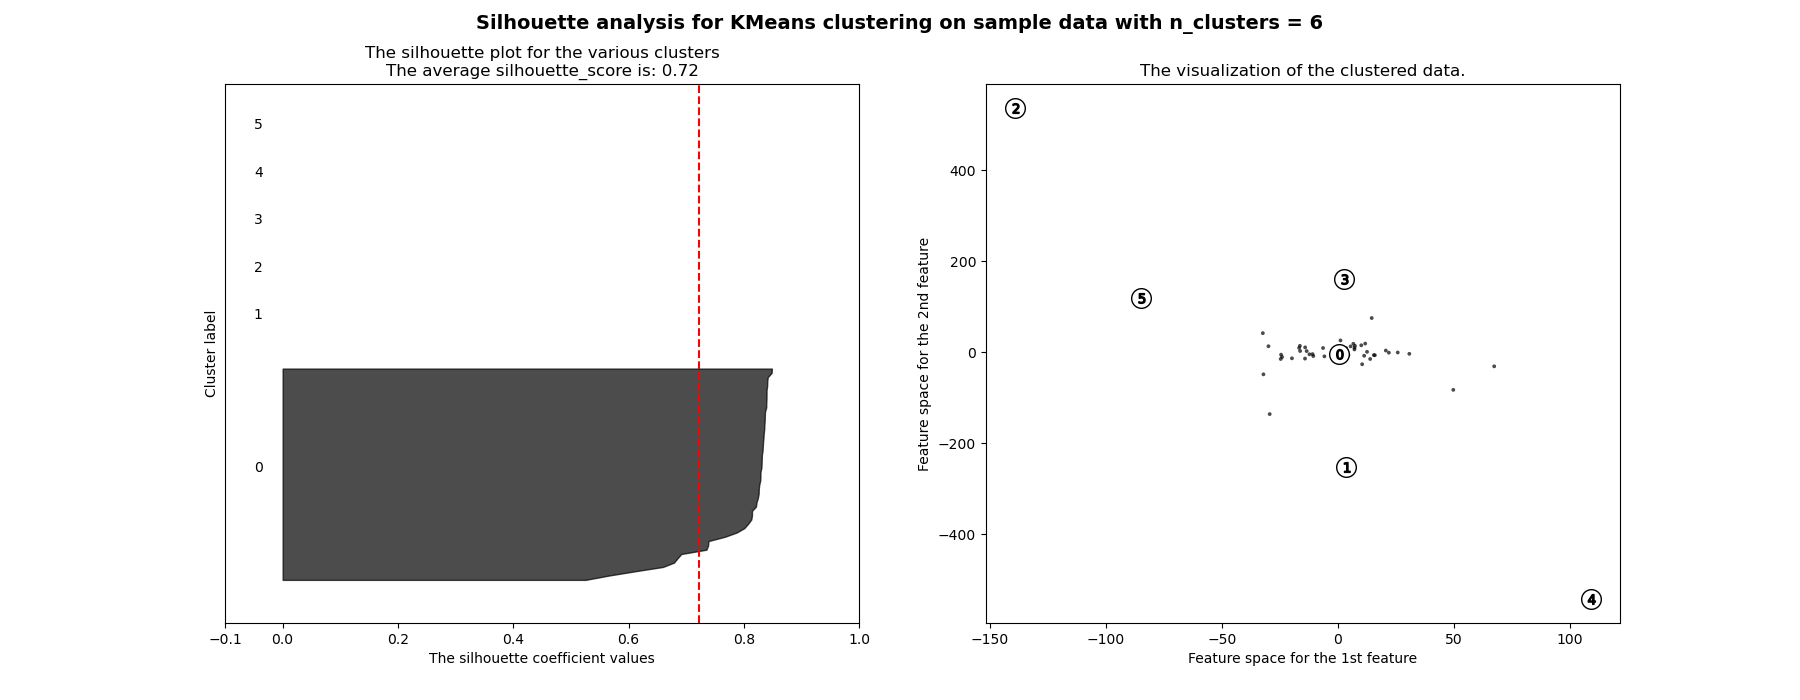 Silhouette analysis for KMeans clustering on sample data with n_clusters = 6
The silhouette plot for the various clusters
The average silhouette_score is: 0.72
5
4
3
2
1
0
Cluster label
−0.1 0.0 0.2 0.4 0.6 0.8 1.0
The silhouette coefficient values
The visualization of the clustered data.
2
3
5
0
1
4
400
200
0
−200
−400
Feature space for the 2nd feature
−150 −100 −50 0 50 100
Feature space for the 1st feature